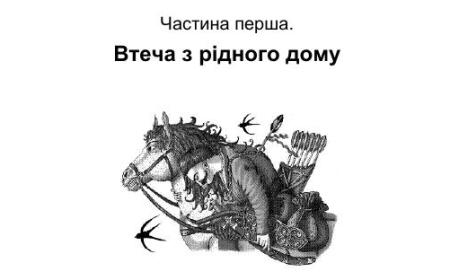 Частина перша.
Втеча з рідного дому